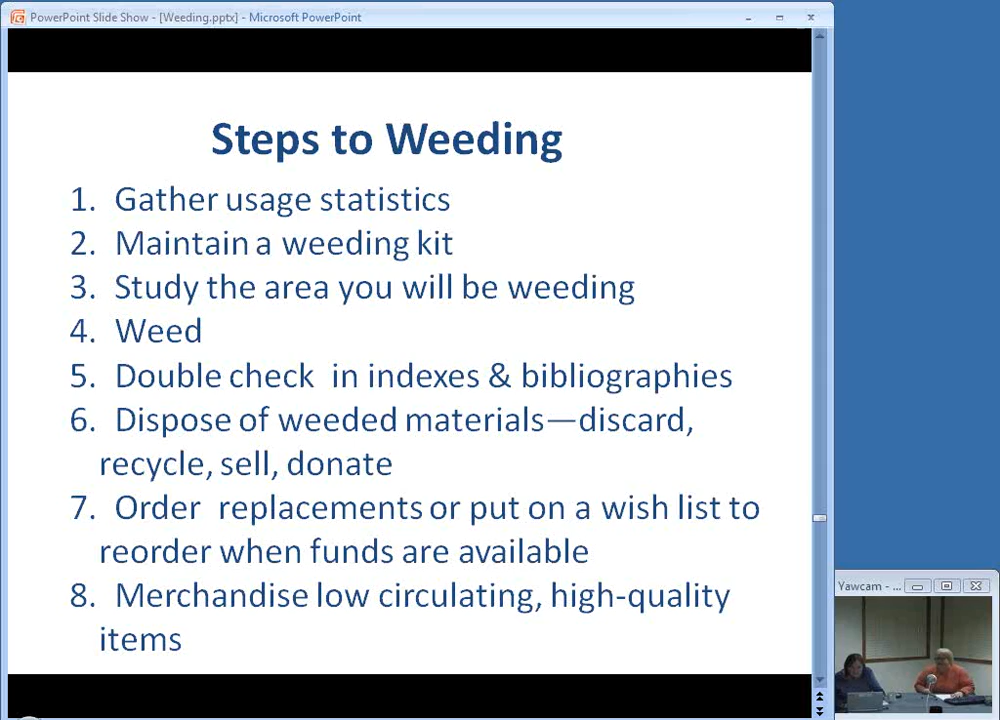 PowerPoint Slide Show - [Weeding.pptx] - Microsoft PowerPoint
Steps to Weeding
1. Gather usage statistics
2. Maintain a weeding kit
3. Study the area you will be weeding
4. Weed
5. Double check in indexes & bibliographies
6. Dispose of weeded materials—discard,
recycle, sell, donate
7. Order replacements or put on a wish list to
reorder when funds are available
8. Merchandise low circulating, high-quality
items
Yawcam - ...